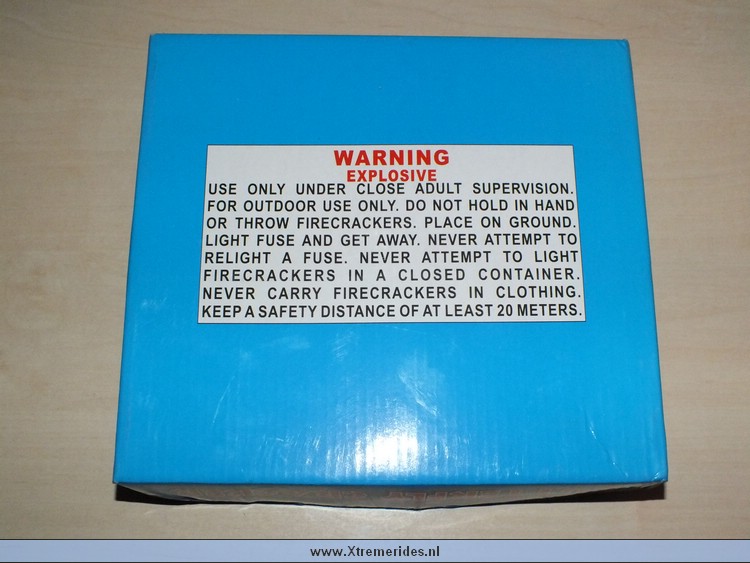 WARNING
EXPLOSIVE
USE ONLY UNDER CLOSE ADULT SUPERVISION.
FOR OUTDOOR USE ONLY. DO NOT HOLD IN HAND
OR THROW FIRECRACKERS. PLACE ON GROUND.
LIGHT FUSE AND GET AWAY. NEVER ATTEMPT TO
RELIGHT A FUSE. NEVER ATTEMPT TO LIGHT
FIRECRACKERS IN A CLOSED CONTAINER.
NEVER CARRY FIRECRACKERS IN CLOTHING.
KEEP A SAFETY DISTANCE OF AT LEAST 20 METERS.
www.Xtremerides.nl